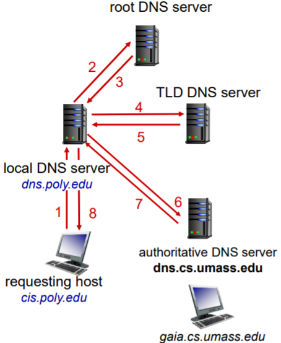 root DNS server
2
3
TLD DNS server
4
5
local DNS server
dns.poly.edu
6
7
1
8
authoritative DNS server
dns.cs.umass.edu
requesting host
cis.poly.edu
gaia.cs.umass.edu